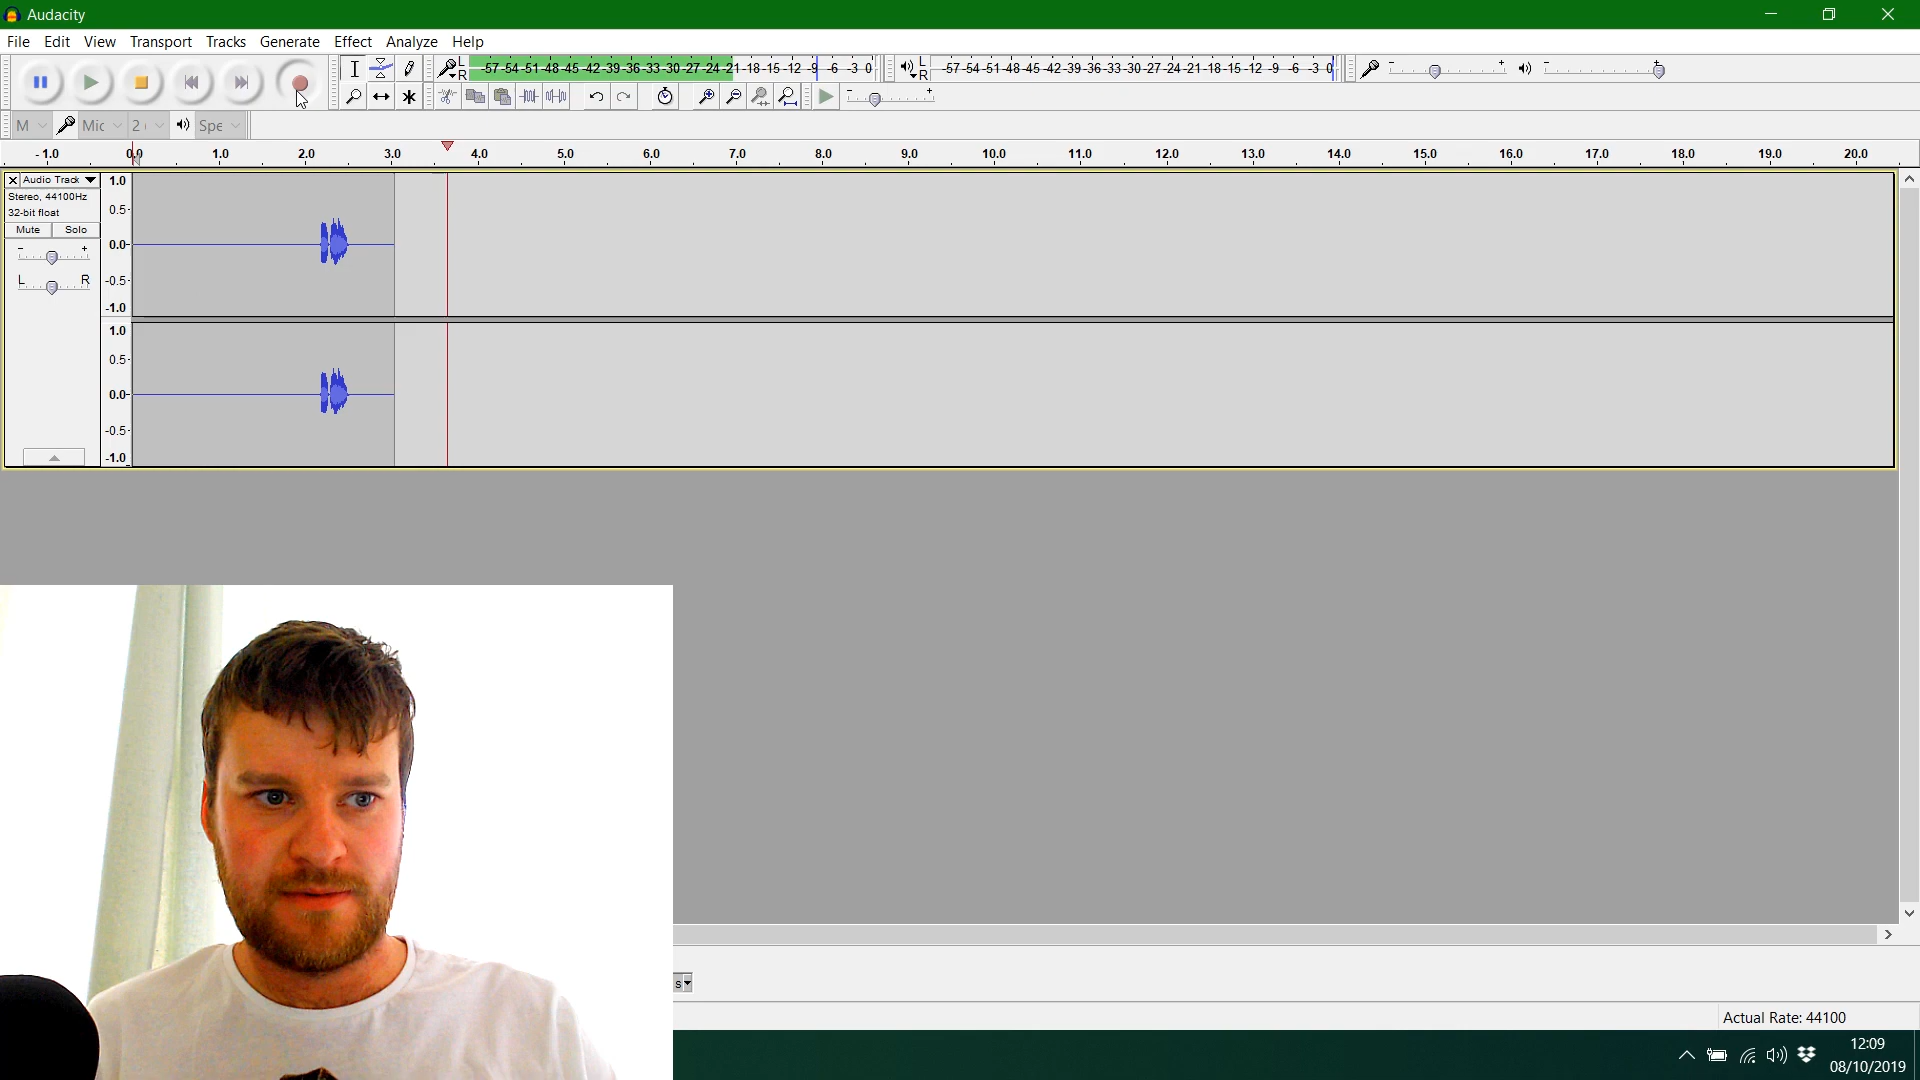 Audacity
File Edit View Transport Tracks Generate Effect Analyze Help
L R -57 -54 -51 -48 -45 -42 -39 -36 -33 -30 -27 -24 -21 -18 -15 -12 -9 -6 -3 0 L R -57 -54 -51 -48 -45 -42 -39 -36 -33 -30 -27 -24 -21 -18 -15 -12 -9 -6 -3 0 - + - +
- +
M Mic 2 Spe
-1.0 0.0 1.0 2.0 3.0 4.0 5.0 6.0 7.0 8.0 9.0 10.0 11.0 12.0 13.0 14.0 15.0 16.0 17.0 18.0 19.0 20.0
X Audio Track 1.0
Stereo, 44100Hz
32-bit float 0.5
Mute Solo
- + 0.0
L R -0.5
-1.0
1.0
0.5
0.0
-0.5
-1.0
s
Actual Rate: 44100
12:09
08/10/2019